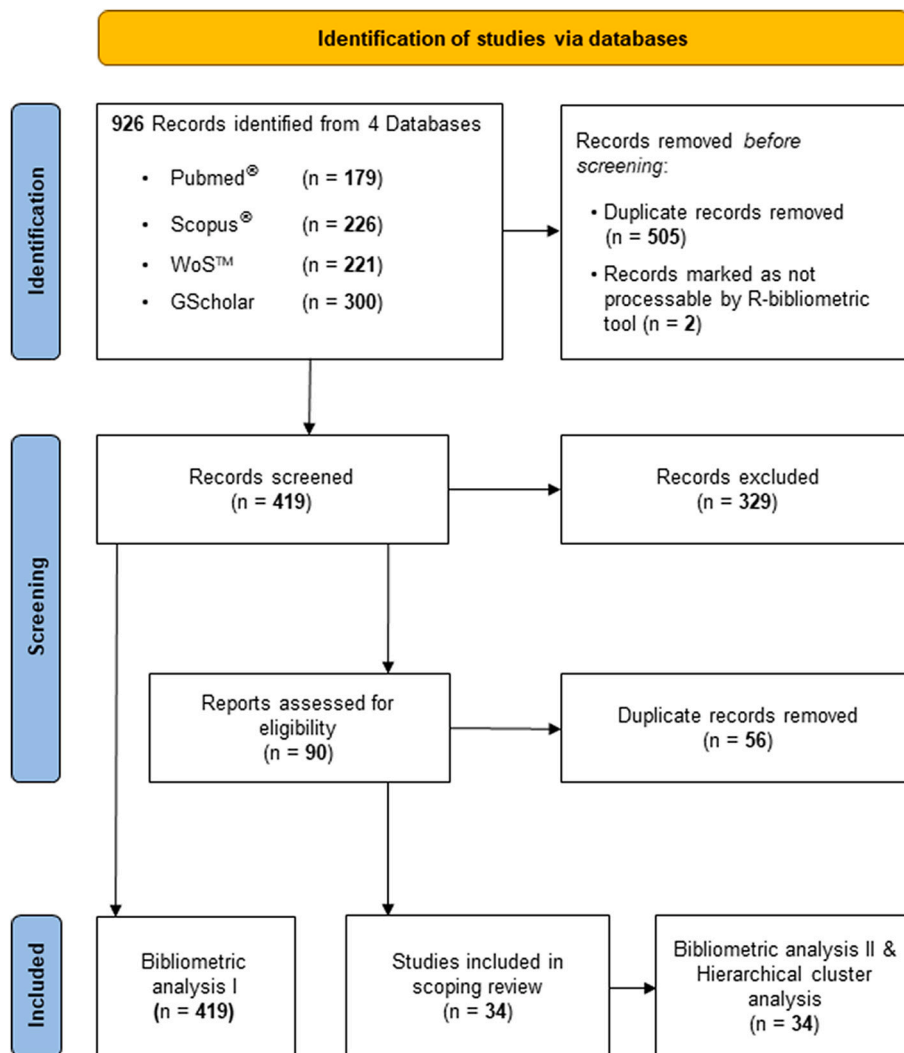 Identification of studies via databases
Identification
926 Records identified from 4 Databases
• Pubmed® (n = 179)
• Scopus® (n = 226)
• WoS™ (n = 221)
• GScholar (n = 300)
Records removed before
screening:
• Duplicate records removed
(n = 505)
• Records marked as not
processable by R-bibliometric
tool (n = 2)
Screening
Records screened
(n = 419)
Records excluded
(n = 329)
Reports assessed for
eligibility
(n = 90)
Duplicate records removed
(n = 56)
Included
Bibliometric
analysis I
(n = 419)
Studies included in
scoping review
(n = 34)
Bibliometric analysis II &
Hierarchical cluster
analysis
(n = 34)